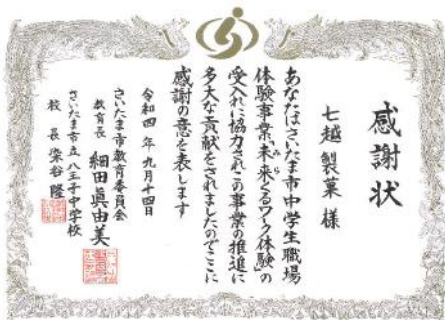 感謝状
七越製菓 様
あなたはさいたま市中学生職場
体験事業「未来くるワーク体験」の
受入れに協力されこの事業の推進に
多大な貢献をされましたのでここに
感謝の意を表します
令和四年九月十四日
さいたま市教育委員会
教育長 細田眞由美
さいたま市立八王子中学校
校長 染谷隆